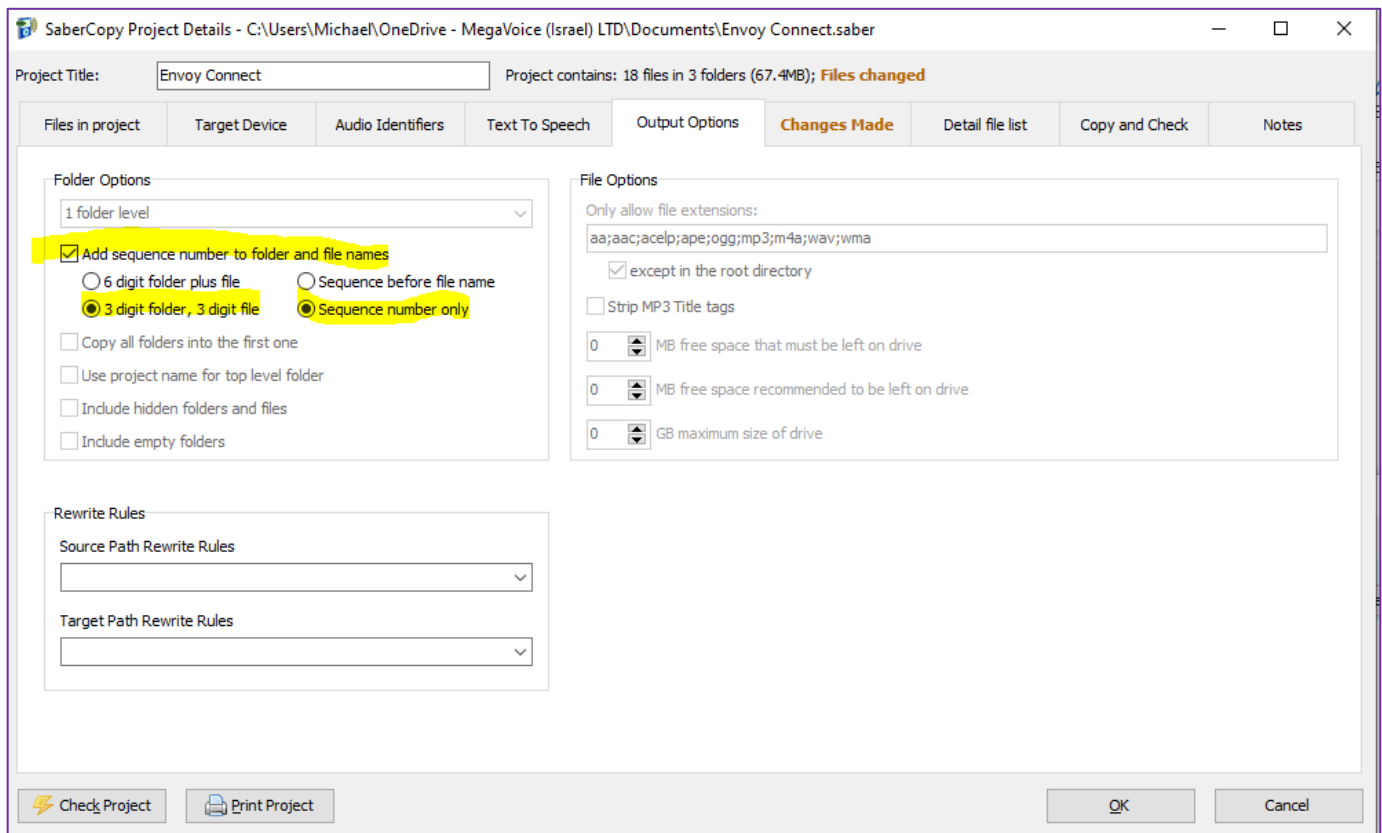 SaberCopy Project Details - C:\Users\Michael\OneDrive - MegaVoice (Israel) LTD\Documents\Envoy Connect.saber
Project Title: Envoy Connect Project contains: 18 files in 3 folders (67.4MB); Files changed
Files in project Target Device Audio Identifiers Text To Speech Output Options Changes Made Detail file list Copy and Check Notes
Folder Options
1 folder level
Add sequence number to folder and file names
6 digit folder plus file Sequence before file name
3 digit folder, 3 digit file Sequence number only
Copy all folders into the first one
Use project name for top level folder
Include hidden folders and files
Include empty folders
File Options
Only allow file extensions:
aa;aac;acelp;ape;ogg;mp3;m4a;wav;wma
except in the root directory
Strip MP3 Title tags
0 MB free space that must be left on drive
0 MB free space recommended to be left on drive
0 GB maximum size of drive
Rewrite Rules
Source Path Rewrite Rules
Target Path Rewrite Rules
Check Project Print Project OK Cancel